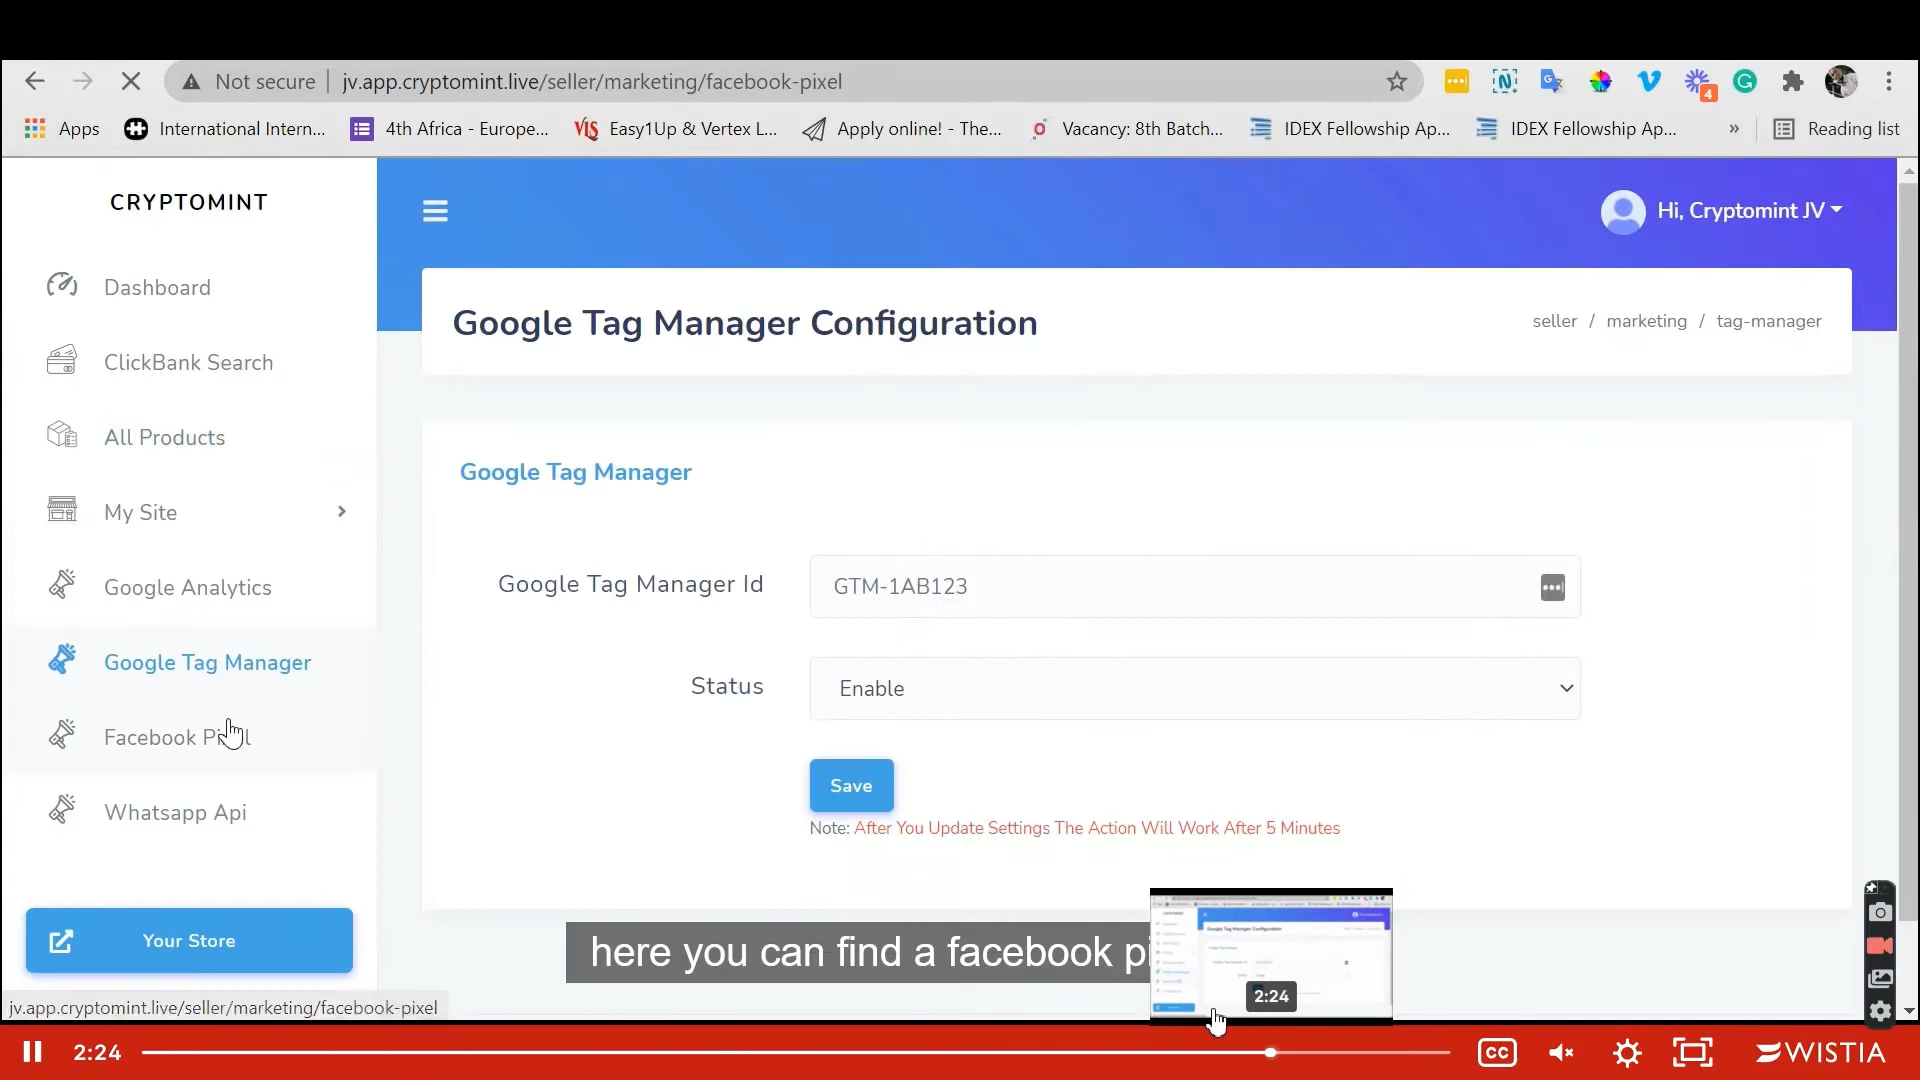 Not secure
jv.app.cryptomint.live/seller/marketing/facebook-pixel
4
Apps
International Intern...
4th Africa - Europe...
VIS
Easy1Up & Vertex L...
Apply online! - The...
Vacancy: 8th Batch...
IDEX Fellowship Ap...
IDEX Fellowship Ap...
»
Reading list
CRYPTOMINT
Hi, Cryptomint JV
Dashboard
ClickBank Search
All Products
My Site
Google Analytics
Google Tag Manager
Facebook
Whatsapp Api
Your Store
Google Tag Manager Configuration
seller / marketing / tag-manager
Google Tag Manager
Google Tag Manager Id
GTM-1AB123
Status
Enable
Save
Note: After You Update Settings The Action Will Work After 5 Minutes
here you can find a facebook
2:24
jv.app.cryptomint.live/seller/marketing/facebook-pixel
2:24
CC
WISTIA